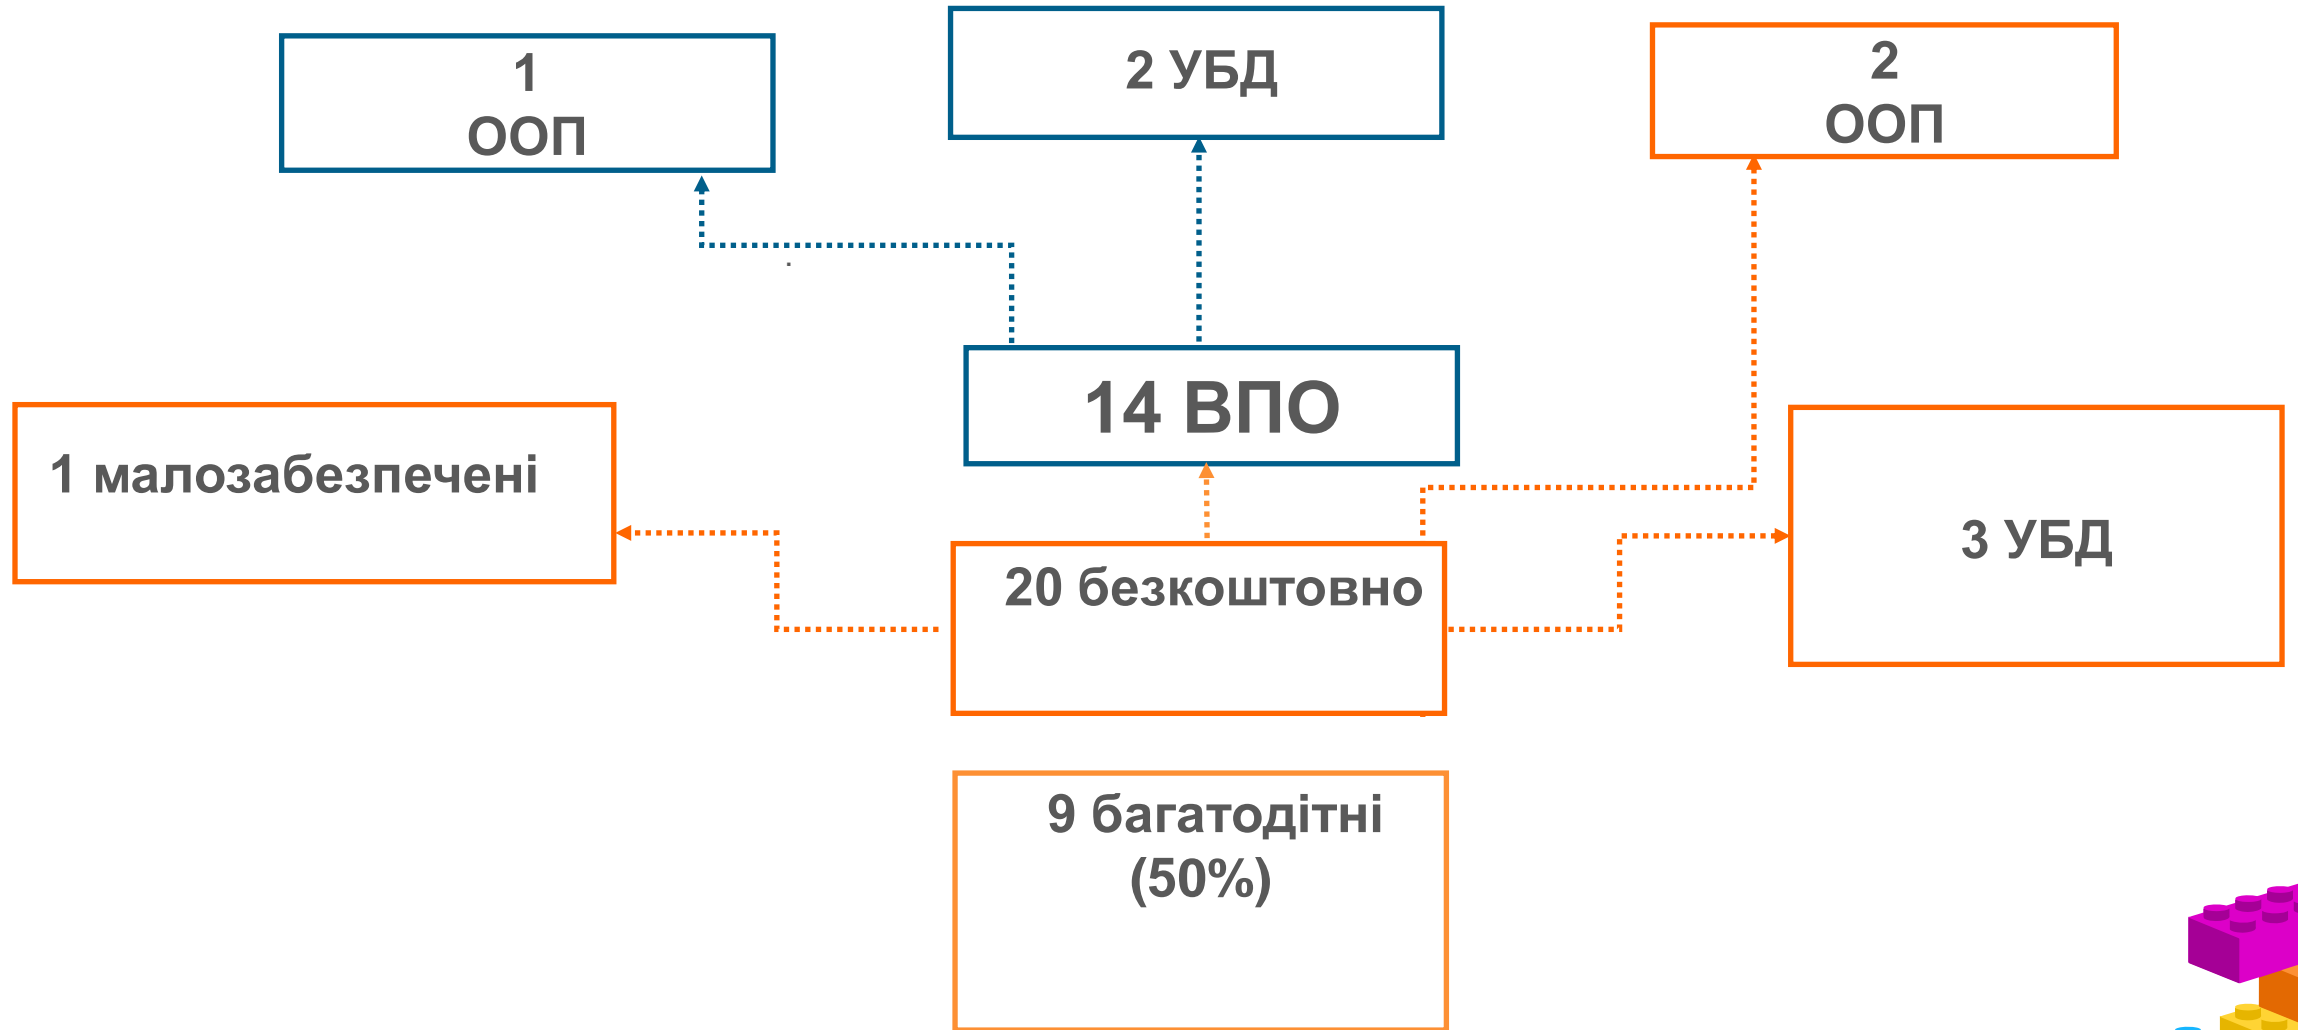 1
ООП
2 УБД
2
ООП
.
14 ВПО
1 малозабезпечені
3 УБД
20 безкоштовно
9 багатодітні
(50%)